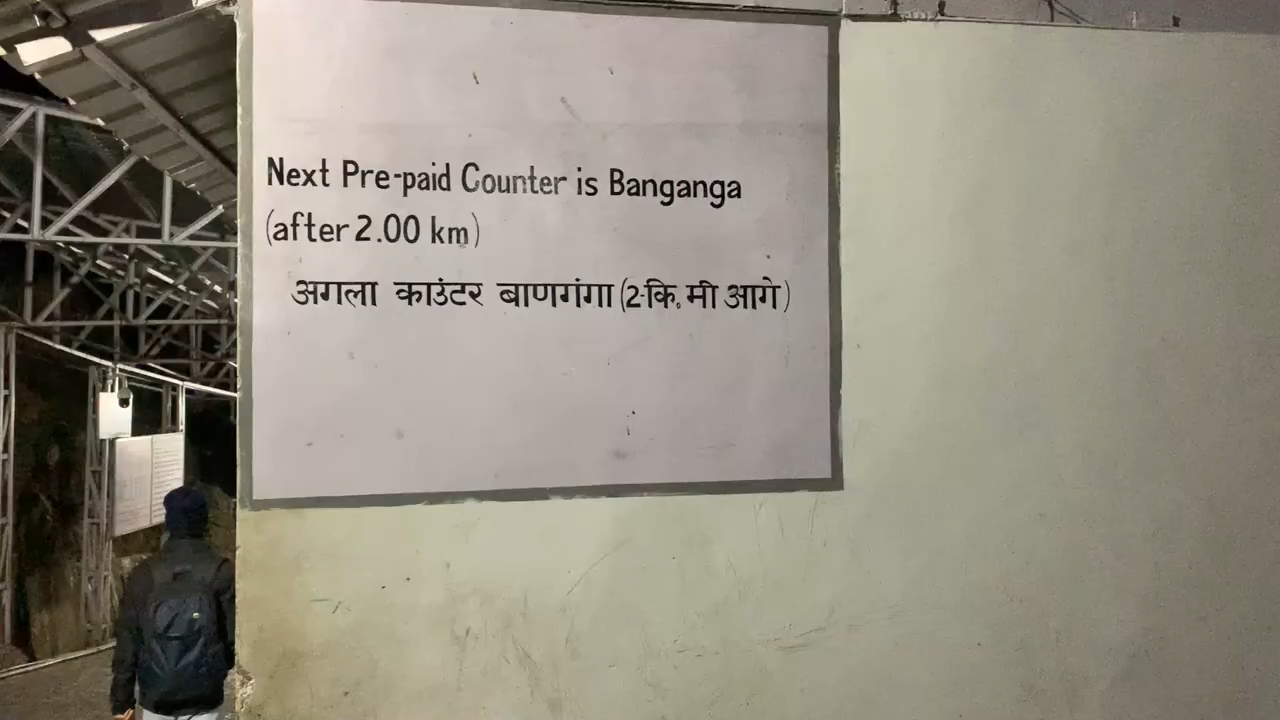 Next Pre-paid Counter is Banganga
(after 2.00 km)
अगला काउंटर बाणगंगा (2-कि. मी आगे)